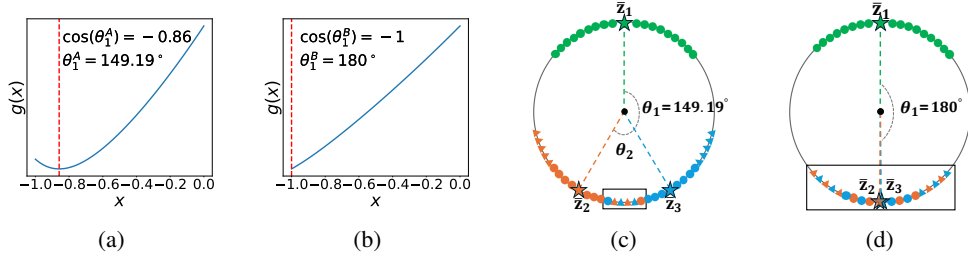 cos(θ₁ᴬ) = −0.86
θ₁ᴬ = 149.19°
g(x)
−1.0 −0.8 −0.6 −0.4 −0.2 0.0
x
(a)
cos(θ₁ᴮ) = −1
θ₁ᴮ = 180°
g(x)
−1.0 −0.8 −0.6 −0.4 −0.2 0.0
x
(b)
z̄₁
θ₁ = 149.19°
θ₂
z̄₂
z̄₃
(c)
z̄₁
θ₁ = 180°
z̄₂ z̄₃
(d)